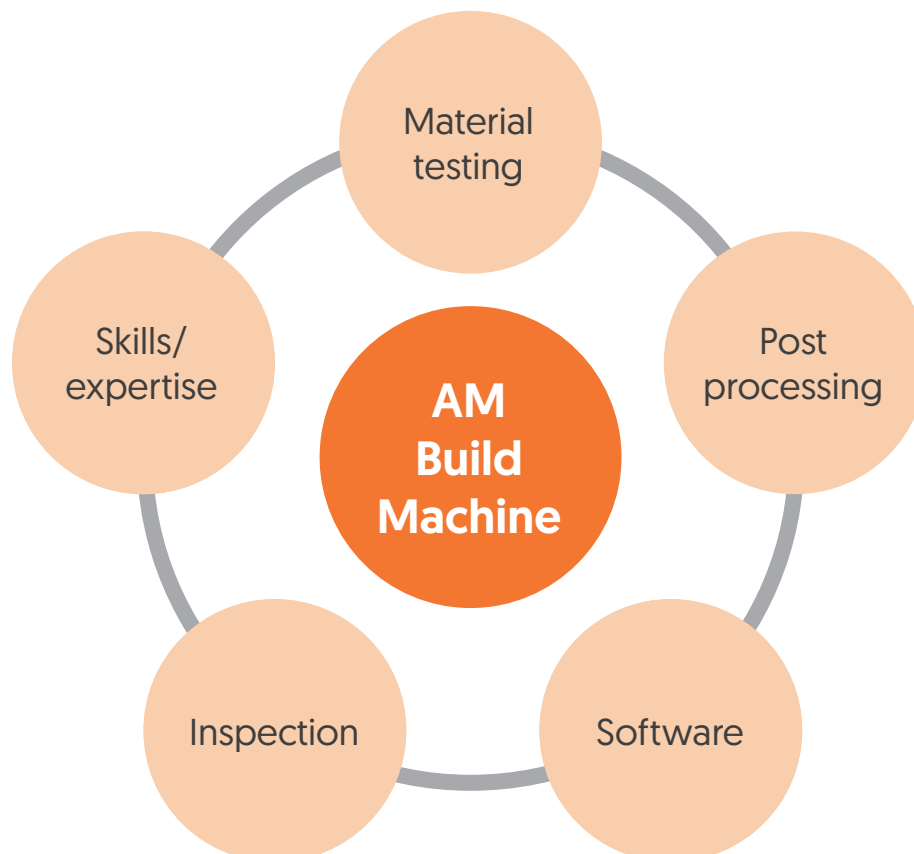 Material
testing
Skills/
expertise
Post
processing
AM
Build
Machine
Inspection
Software